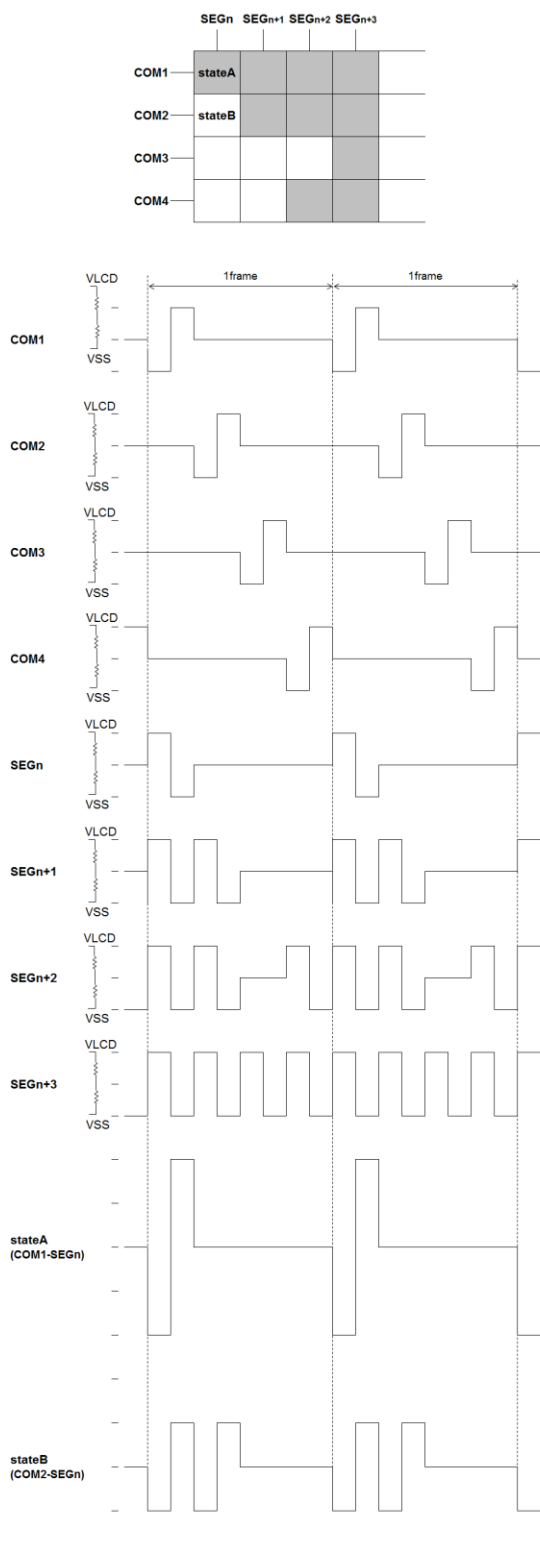 SEGn SEGn+1 SEGn+2 SEGn+3
COM1 stateA
COM2 stateB
COM3
COM4
1frame 1frame
VLCD
COM1
VSS
VLCD
COM2
VSS
VLCD
COM3
VSS
VLCD
COM4
VSS
VLCD
SEGn
VSS
VLCD
SEGn+1
VSS
VLCD
SEGn+2
VSS
VLCD
SEGn+3
VSS
stateA
(COM1-SEGn)
stateB
(COM2-SEGn)